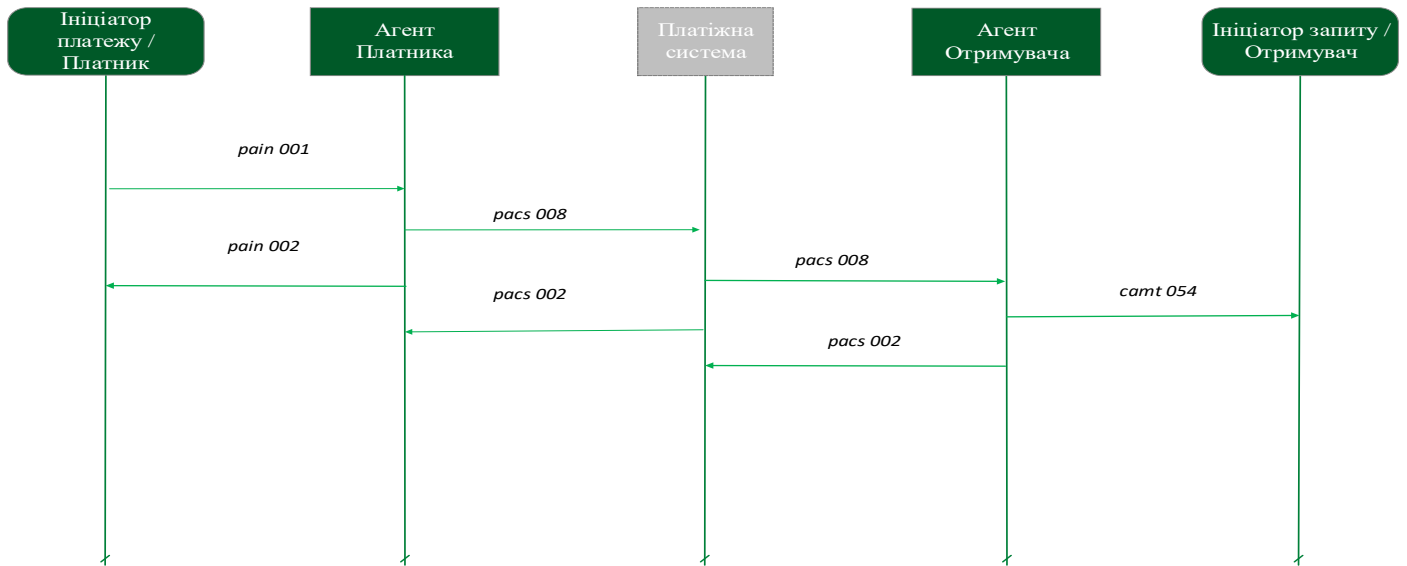 Ініціатор
платежу /
Платник
Агент
Платника
Платіжна
система
Агент
Отримувача
Ініціатор запиту /
Отримувач
pain 001
pacs 008
pain 002
pacs 008
pacs 002
camt 054
pacs 002